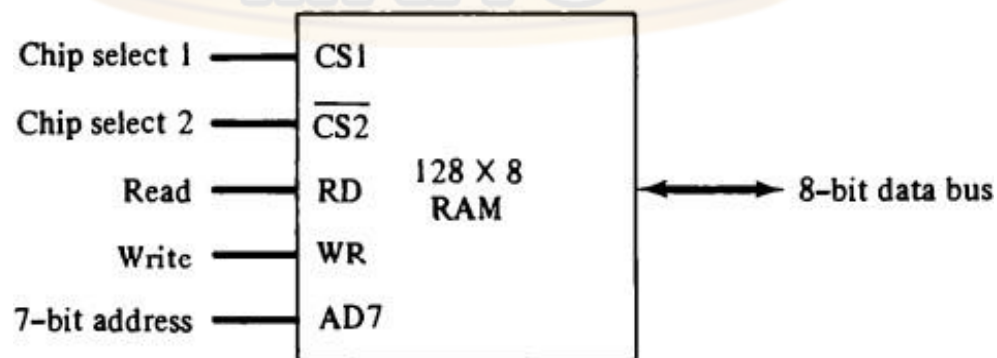 Chip select 1 CS1
Chip select 2 C̅S̅2̅
Read RD 128 × 8 RAM 8-bit data bus
Write WR
7-bit address AD7